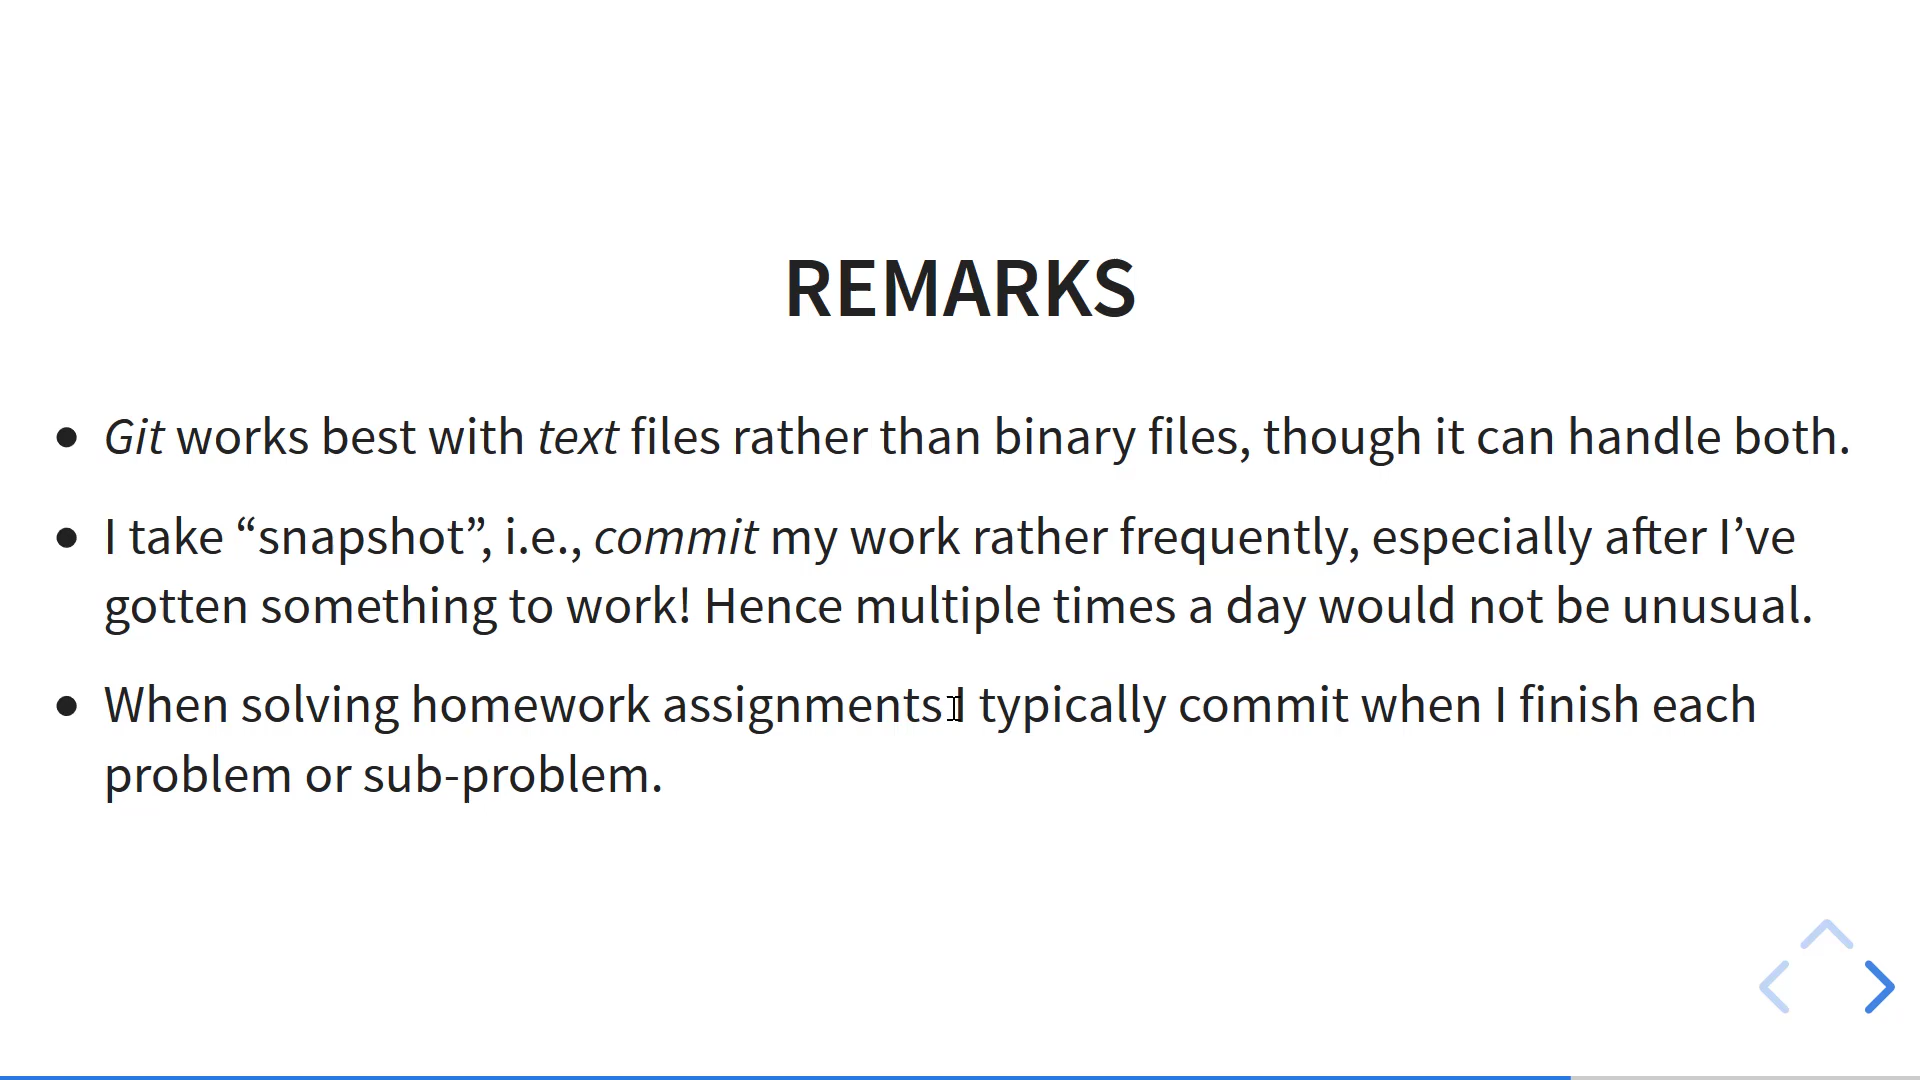 REMARKS
Git works best with text files rather than binary files, though it can handle both.
I take “snapshot”, i.e., commit my work rather frequently, especially after I’ve
gotten something to work! Hence multiple times a day would not be unusual.
When solving homework assignments I typically commit when I finish each
problem or sub-problem.